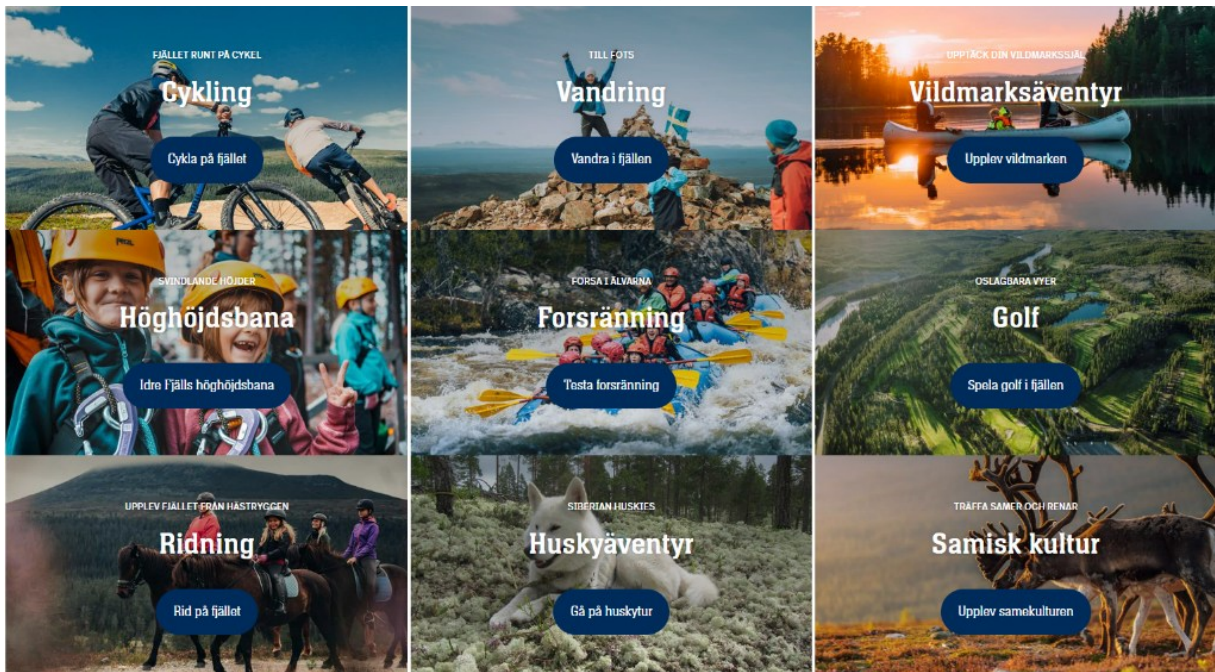 FJÄLLET RUNT PÅ CYKEL
Cykling
Cykla på fjället
TILL FOTS
Vandring
Vandra i fjällen
UPPTÄCK DIN VILDMARKSSJÄL
Vildmarksäventyr
Upplev vildmarken
SVINDLANDE HÖJDER
Höghöjdsbana
Idre Fjälls höghöjdsbana
FORSA I ÄLVARNA
Forsränning
Testa forsränning
OSLAGBARA VYER
Golf
Spela golf i fjällen
UPPLEV FJÄLLET FRÅN HÄSTRYGGEN
Ridning
Rid på fjället
SIBERIAN HUSKIES
Huskyäventyr
Gå på huskytur
TRÄFFA SAMER OCH RENAR
Samisk kultur
Upplev samekulturen